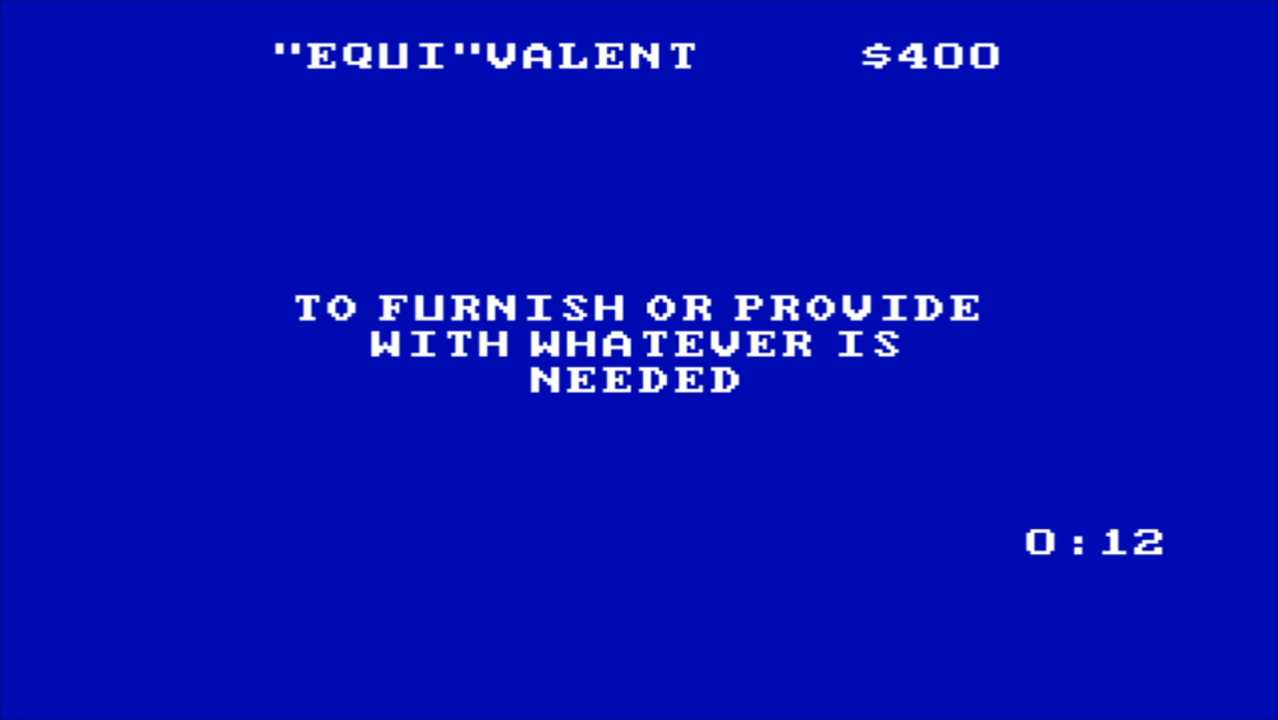 "EQUI"VALENT $400
TO FURNISH OR PROVIDE
WITH WHATEVER IS
NEEDED
0:12